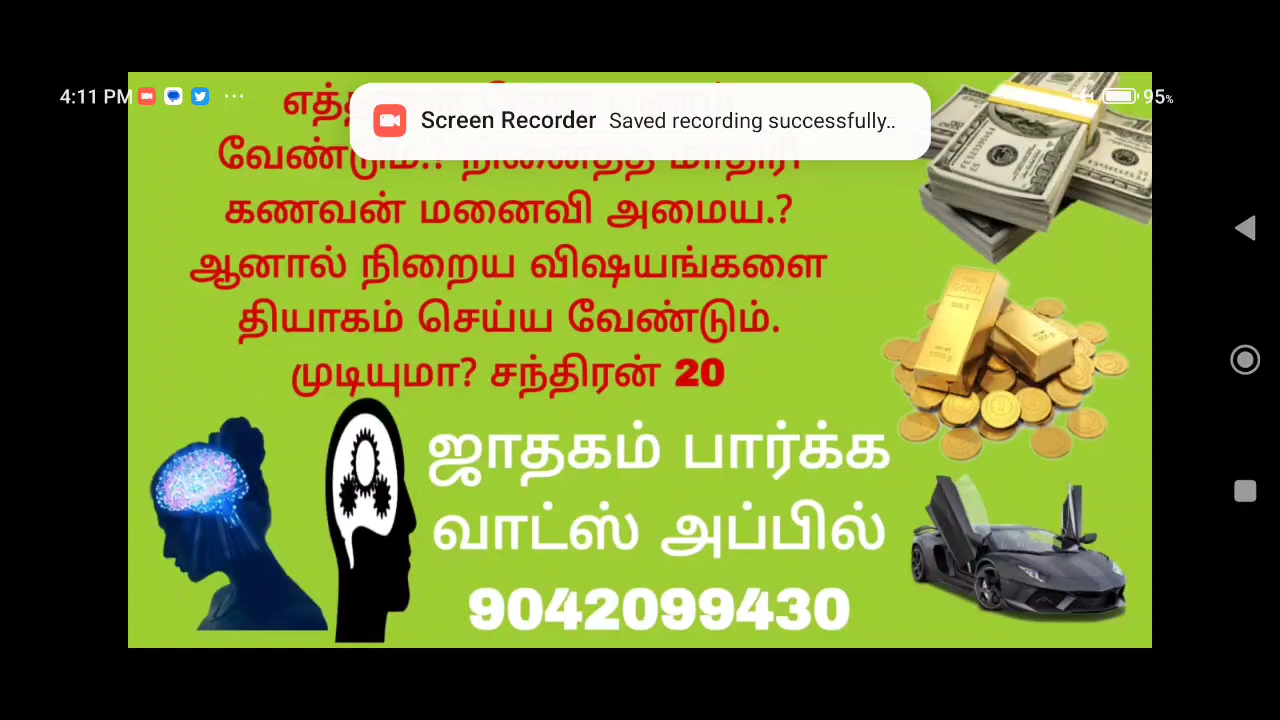 4:11 PM
95%
Screen Recorder Saved recording successfully..
கணவன் மனைவி அமைய.?
ஆனால் நிறைய விஷயங்களை
தியாகம் செய்ய வேண்டும்.
முடியுமா? சந்திரன் 20
ஜாதகம் பார்க்க
வாட்ஸ் அப்பில்
9042099430